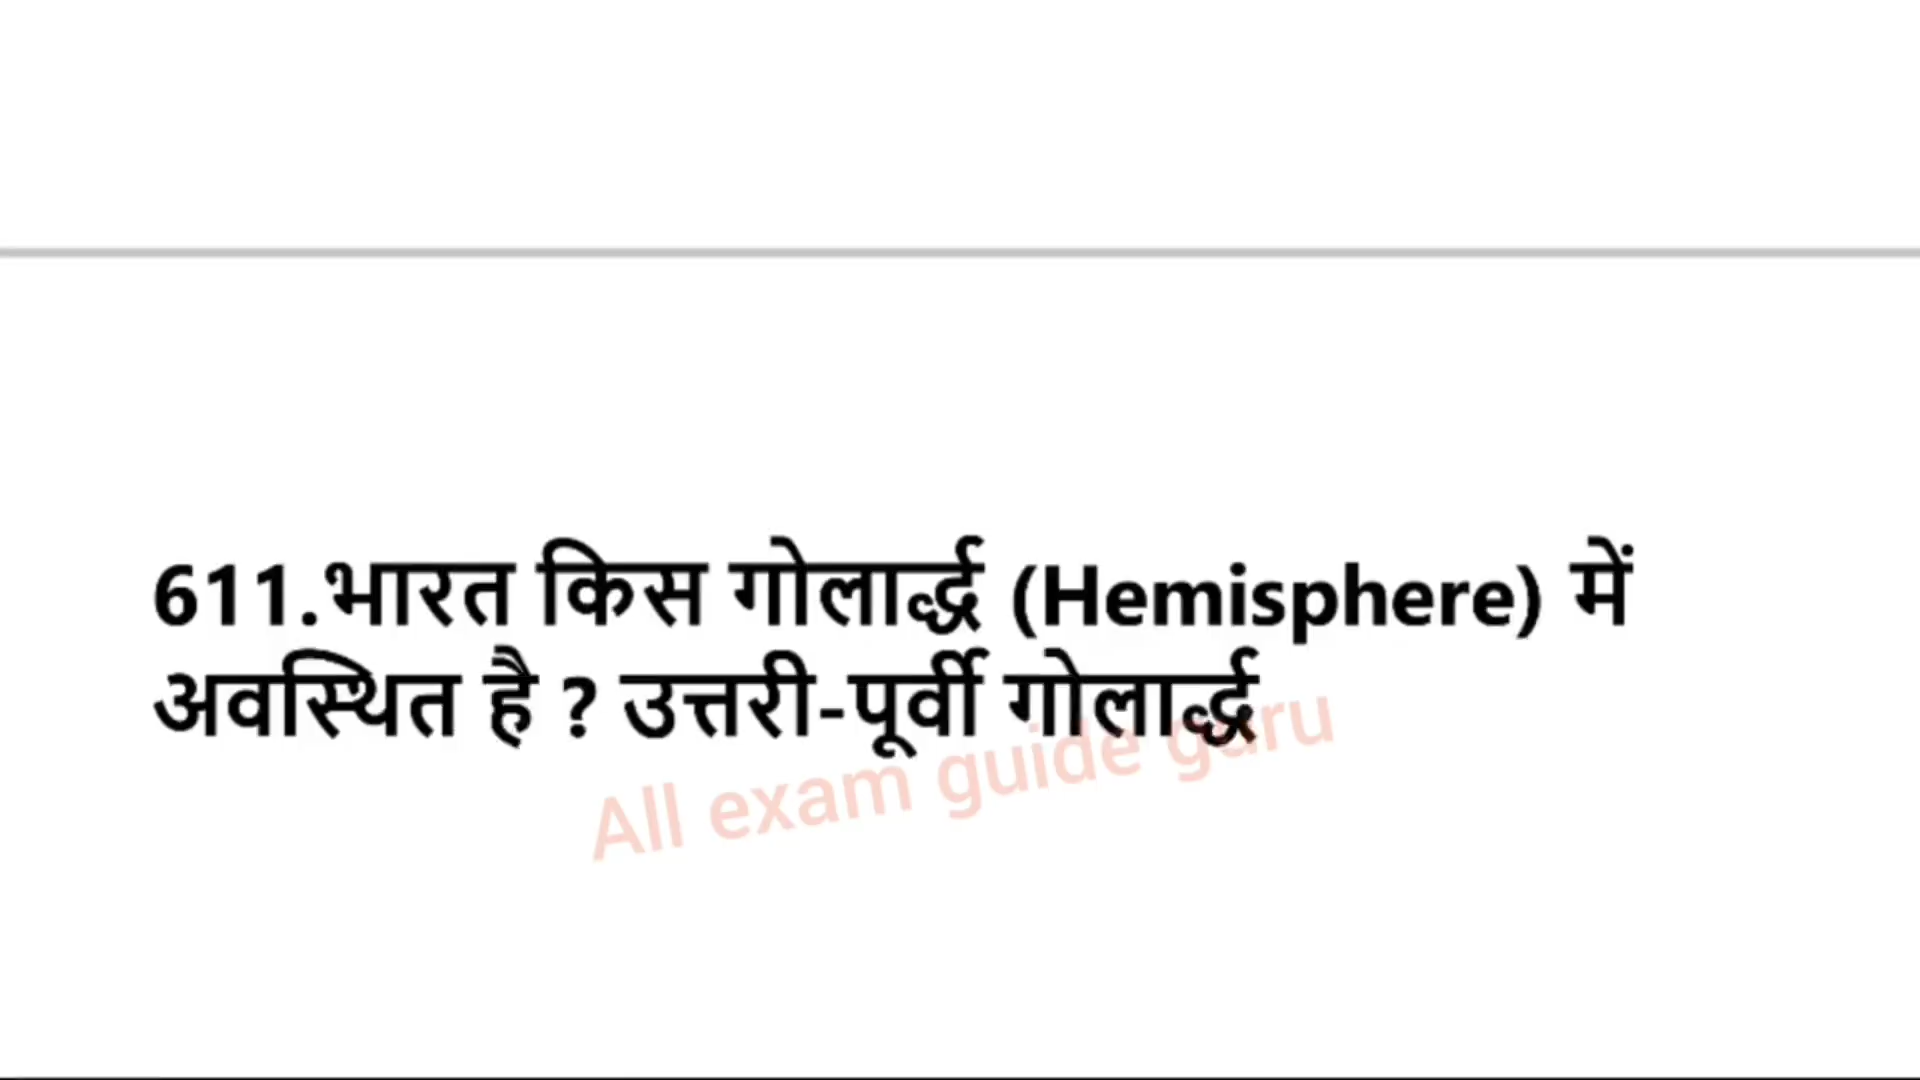 611.भारत किस गोलार्द्ध (Hemisphere) में
अवस्थित है ? उत्तरी-पूर्वी गोलार्द्ध
All exam guide guru